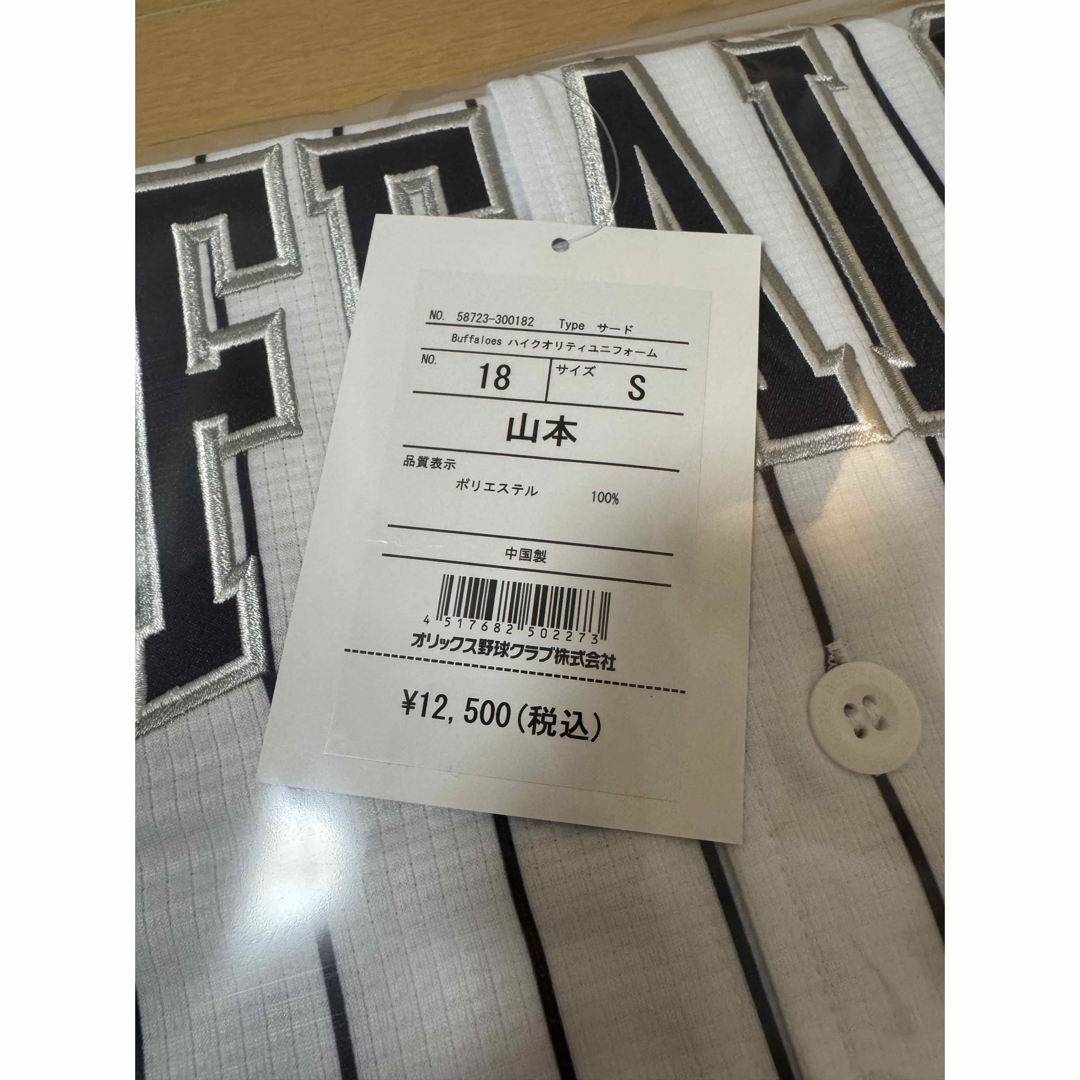 FFAL
NO. 58723-300182 Type サード
Buffaloes ハイクオリティユニフォーム
NO. 18 サイズ S
山本
品質表示
ポリエステル 100%
中国製
4 517682 502273
オリックス野球クラブ株式会社
¥12,500(税込)